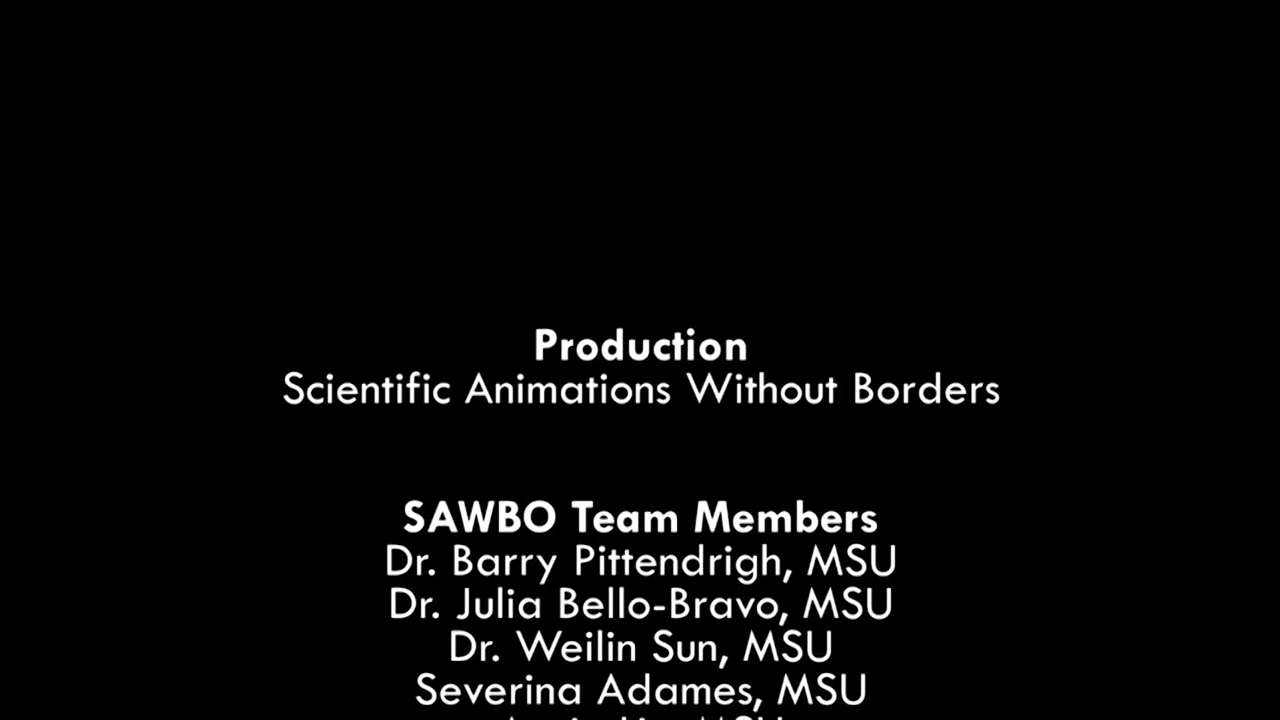 Production
Scientific Animations Without Borders
SAWBO Team Members
Dr. Barry Pittendrigh, MSU
Dr. Julia Bello-Bravo, MSU
Dr. Weilin Sun, MSU
Severina Adames, MSU